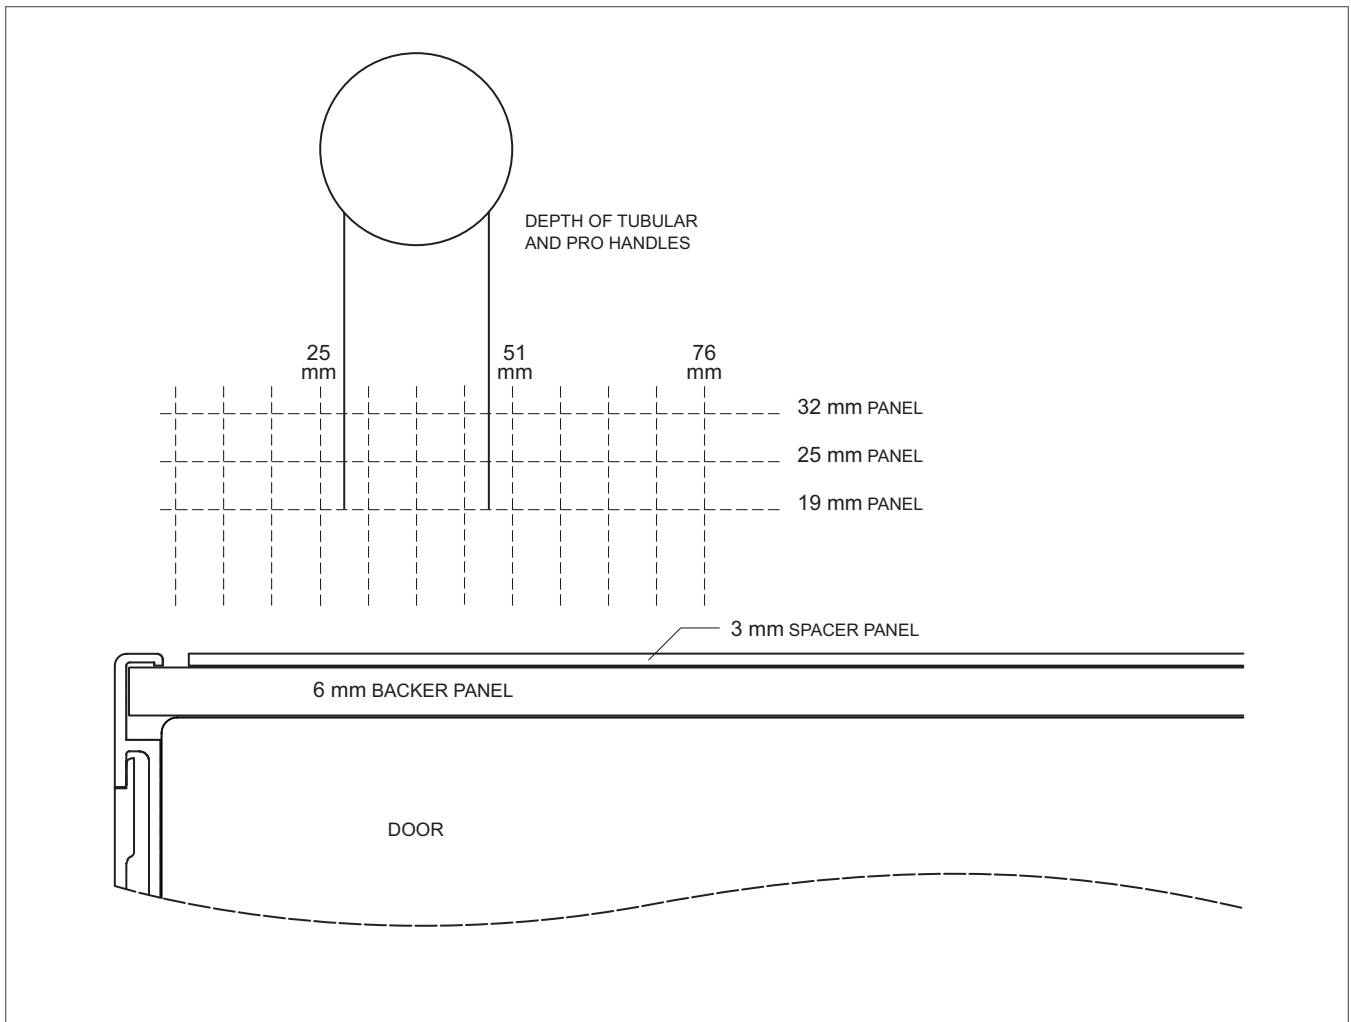 DEPTH OF TUBULAR
AND PRO HANDLES
25
mm
51
mm
76
mm
32 mm PANEL
25 mm PANEL
19 mm PANEL
3 mm SPACER PANEL
6 mm BACKER PANEL
DOOR